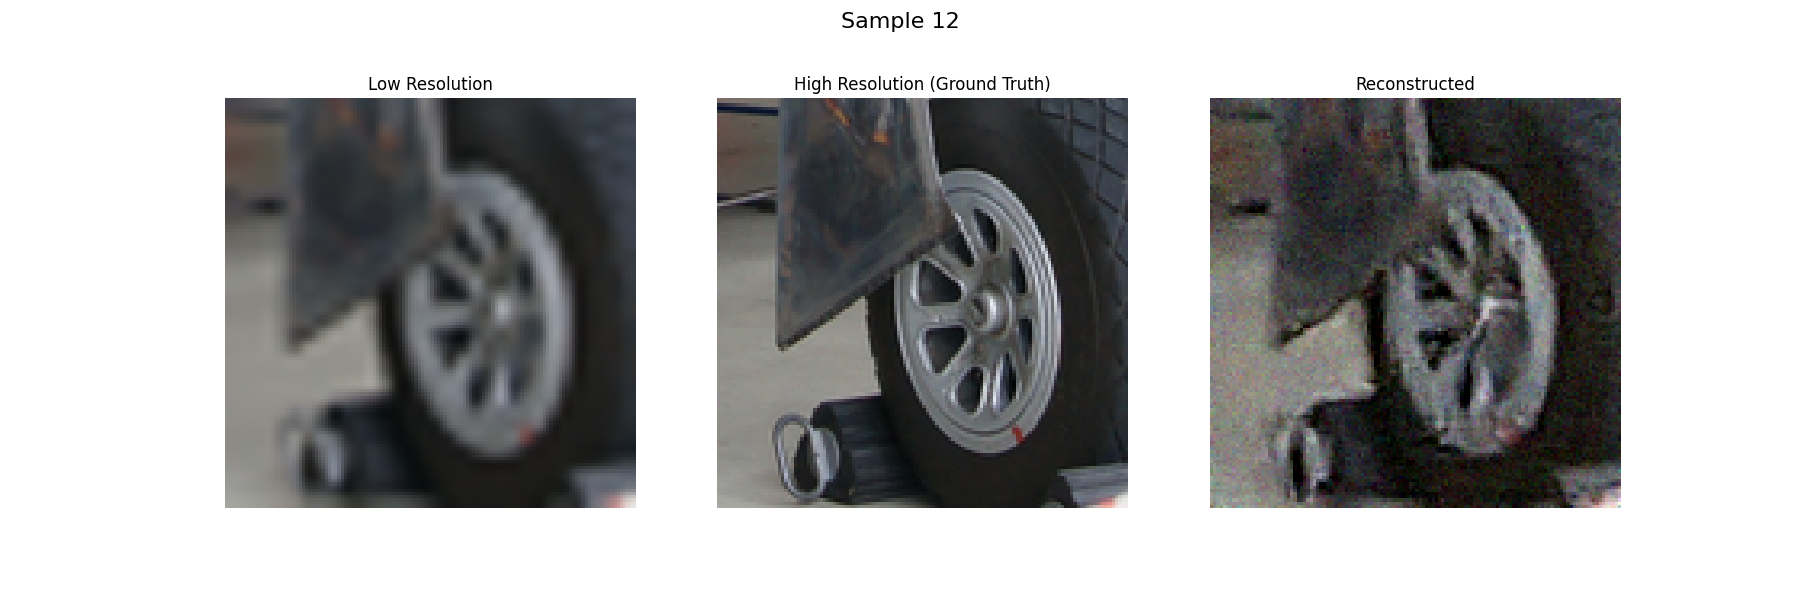 Sample 12
Low Resolution
High Resolution (Ground Truth)
Reconstructed